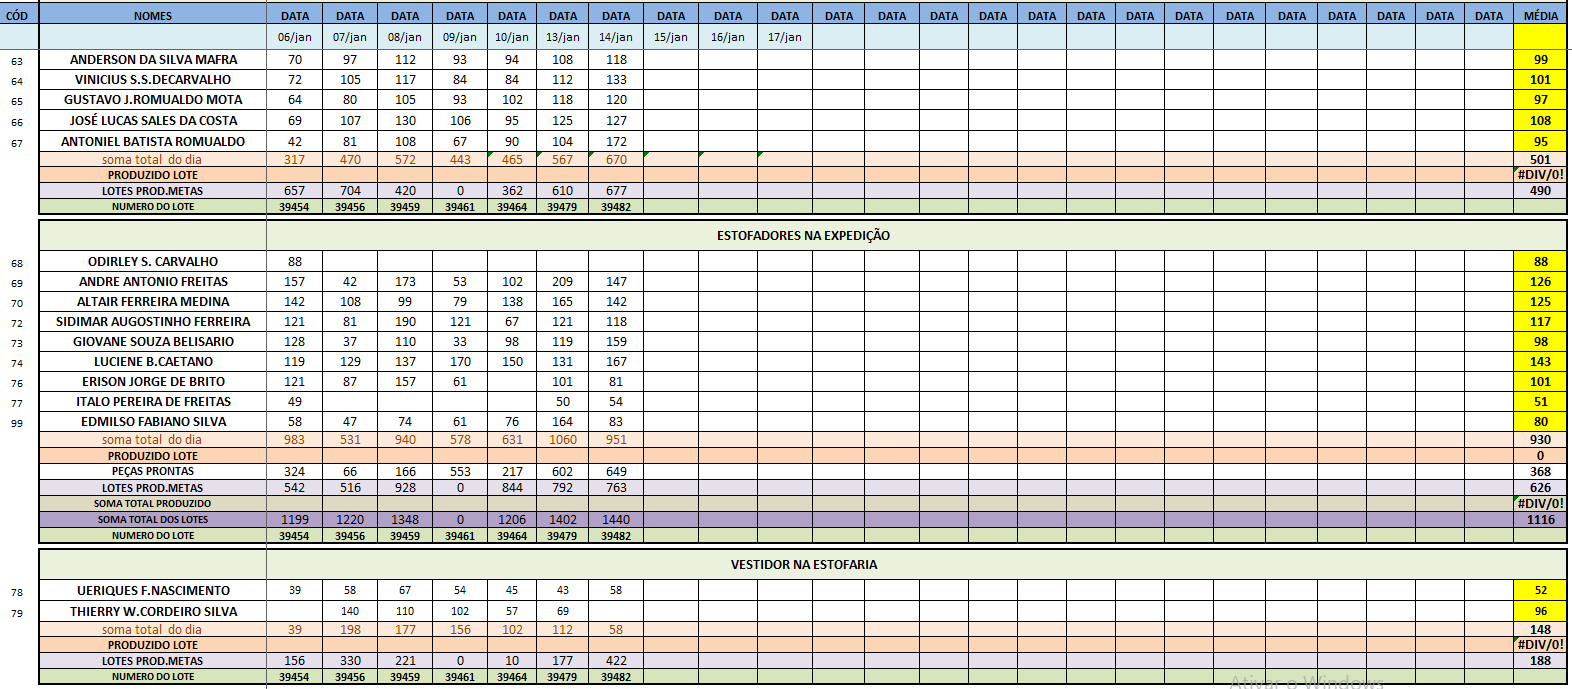 CÓD NOMES DATA DATA DATA DATA DATA DATA DATA DATA DATA DATA DATA DATA DATA DATA DATA DATA DATA DATA DATA DATA DATA DATA DATA DATA MÉDIA
06/jan 07/jan 08/jan 09/jan 10/jan 13/jan 14/jan 15/jan 16/jan 17/jan
63 ANDERSON DA SILVA MAFRA 70 97 112 93 94 108 118 99
64 VINICIUS S.S.DECARVALHO 72 105 117 84 84 112 133 101
65 GUSTAVO J.ROMUALDO MOTA 64 80 105 93 102 118 120 97
66 JOSÉ LUCAS SALES DA COSTA 69 107 130 106 95 125 127 108
67 ANTONIEL BATISTA ROMUALDO 42 81 108 67 90 104 172 95
soma total do dia 317 470 572 443 465 567 670 501
PRODUZIDO LOTE #DIV/0!
LOTES PROD.METAS 657 704 420 0 362 610 677 490
NUMERO DO LOTE 39454 39456 39459 39461 39464 39479 39482
ESTOFADORES NA EXPEDIÇÃO
68 ODIRLEY S. CARVALHO 88 88
69 ANDRE ANTONIO FREITAS 157 42 173 53 102 209 147 126
70 ALTAIR FERREIRA MEDINA 142 108 99 79 138 165 142 125
72 SIDIMAR AUGOSTINHO FERREIRA 121 81 190 121 67 121 118 117
73 GIOVANE SOUZA BELISARIO 128 37 110 33 98 119 159 98
74 LUCIENE B.CAETANO 119 129 137 170 150 131 167 143
76 ERISON JORGE DE BRITO 121 87 157 61 101 81 101
77 ITALO PEREIRA DE FREITAS 49 50 54 51
99 EDMILSO FABIANO SILVA 58 47 74 61 76 164 83 80
soma total do dia 983 531 940 578 631 1060 951 930
PRODUZIDO LOTE 0
PEÇAS PRONTAS 324 66 166 553 217 602 649 368
LOTES PROD.METAS 542 516 928 0 844 792 763 626
SOMA TOTAL PRODUZIDO #DIV/0!
SOMA TOTAL DOS LOTES 1199 1220 1348 0 1206 1402 1440 1116
NUMERO DO LOTE 39454 39456 39459 39461 39464 39479 39482
VESTIDOR NA ESTOFARIA
78 UERIQUES F.NASCIMENTO 39 58 67 54 45 43 58 52
79 THIERRY W.CORDEIRO SILVA 140 110 102 57 69 96
soma total do dia 39 198 177 156 102 112 58 148
PRODUZIDO LOTE #DIV/0!
LOTES PROD.METAS 156 330 221 0 10 177 422 188
NUMERO DO LOTE 39454 39456 39459 39461 39464 39479 39482
Ativar o Windows